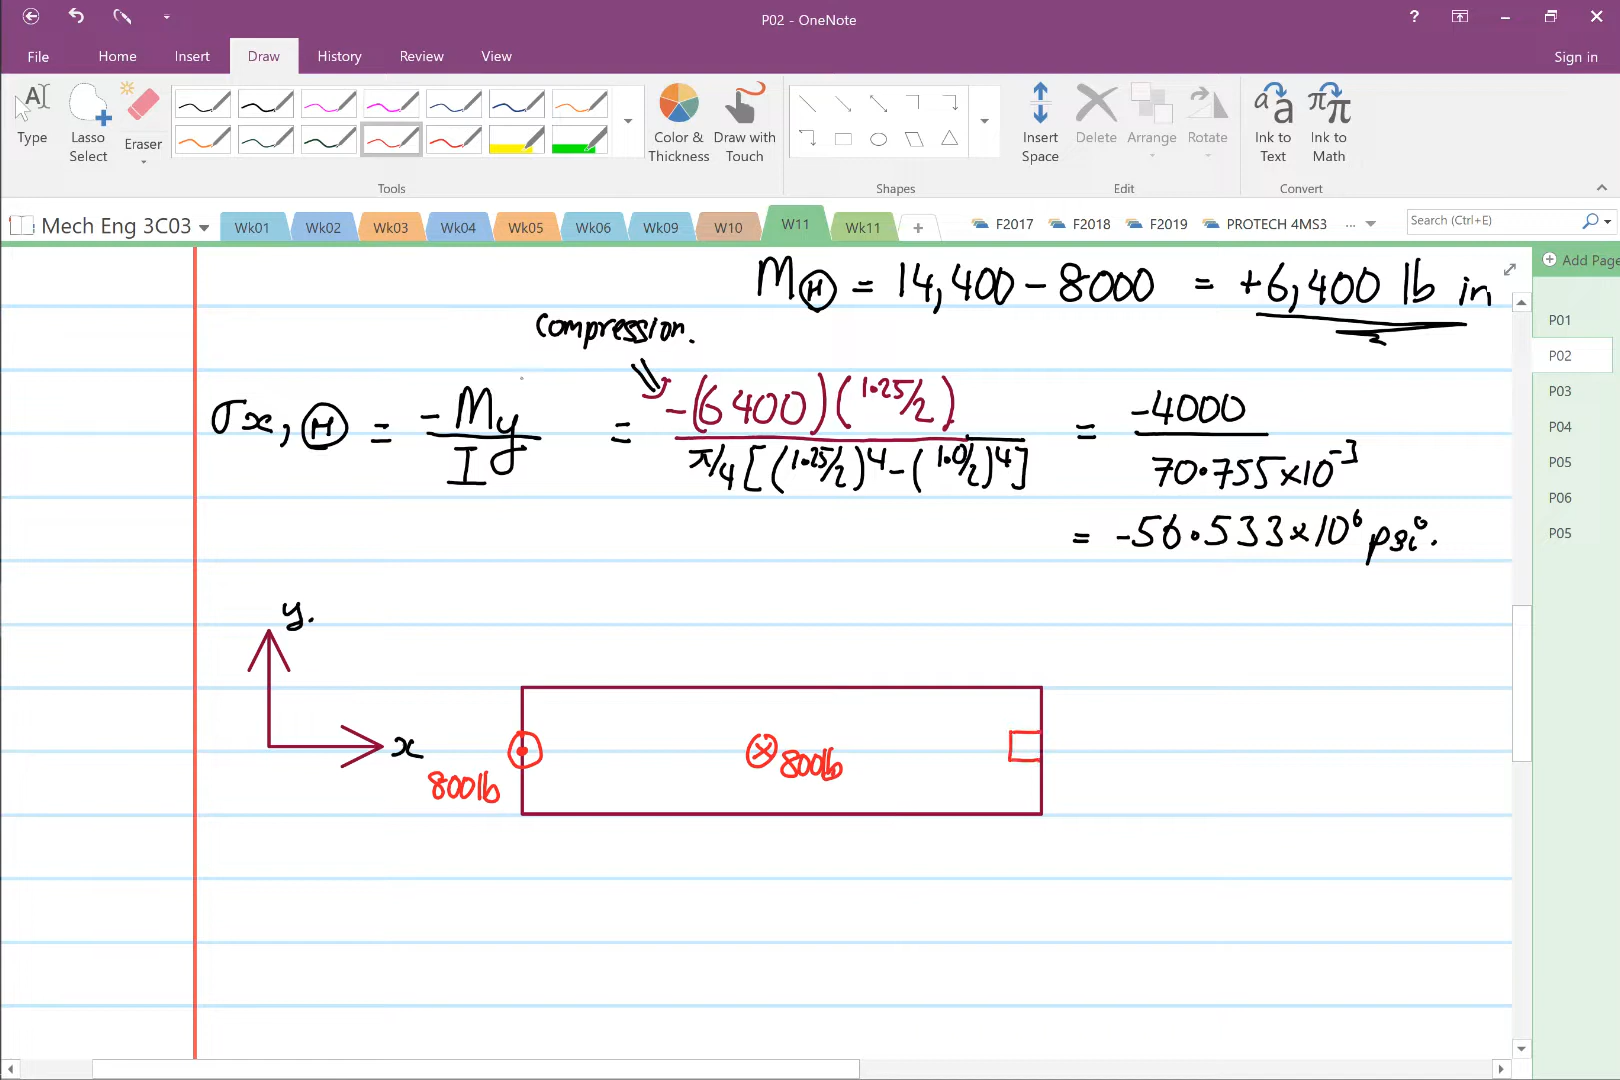 P02 - OneNote
?
File Home Insert Draw History Review View
Sign in
Type
Lasso Select
Eraser
Color & Thickness
Draw with Touch
Insert Space
Delete
Arrange
Rotate
Ink to Text
Ink to Math
Tools
Shapes
Edit
Convert
Mech Eng 3C03
Wk01 Wk02 Wk03 Wk04 Wk05 Wk06 Wk09 W10 W11 Wk11 +
F2017 F2018 F2019 PROTECH 4MS3 ...
Search (Ctrl+E)
Add Page
P01
P02
P03
P04
P05
P06
P05
MⒽ = 14,400 - 8000 = +6,400 lb in
compression.
σx,Ⓗ = -My/I = -(6400)(1.25/2) / π/4[(1.25/2)^4 - (1.0/2)^4] = -4000 / 70.755x10^-3
= -56.533x10^6 psi.
y.
x
800lb
800lb